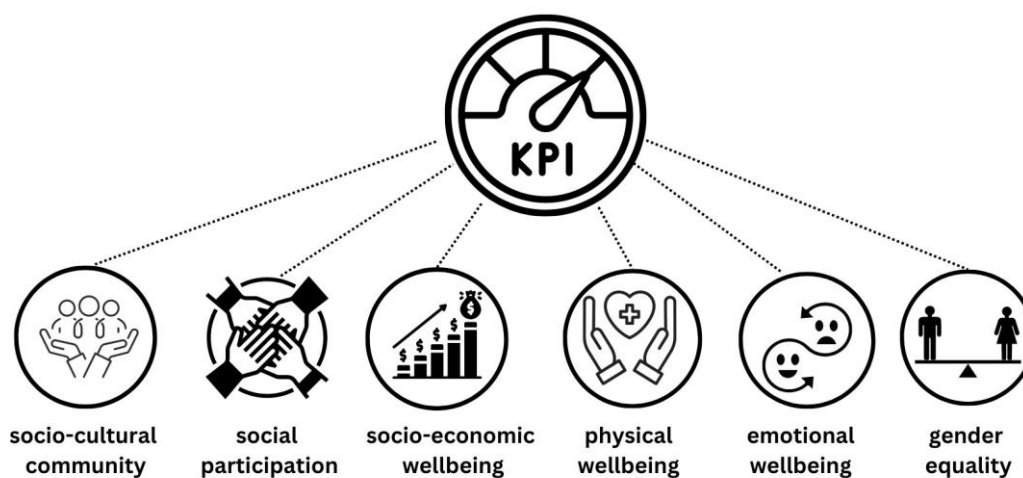 KPI
socio-cultural
community
social
participation
socio-economic
wellbeing
physical
wellbeing
emotional
wellbeing
gender
equality
$
$
$
$
$